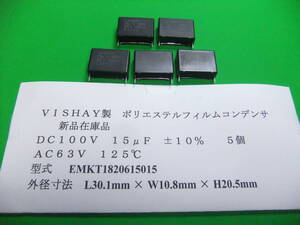 VISHAY製 ポリエステルフィルムコンデンサ
新品在庫品
DC100V 15μF ±10% 5個
AC63V 125℃
型式 EMKT1820615015
外径寸法 L30.1mm×W10.8mm×H20.5mm